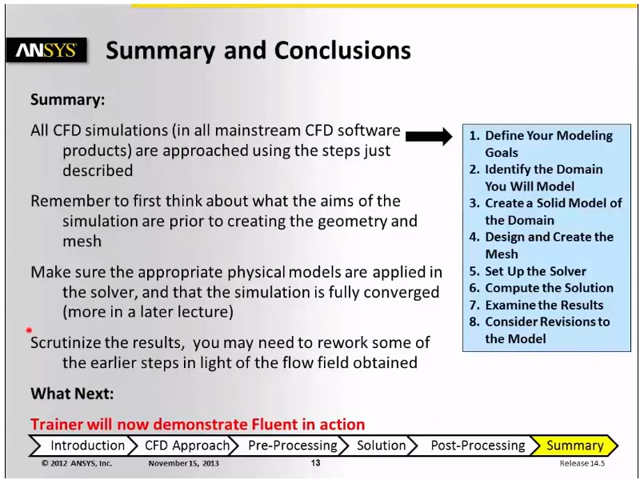 ANSYS
Summary and Conclusions
Summary:
All CFD simulations (in all mainstream CFD software
products) are approached using the steps just
described
Remember to first think about what the aims of the
simulation are prior to creating the geometry and
mesh
Make sure the appropriate physical models are applied in
the solver, and that the simulation is fully converged
(more in a later lecture)
Scrutinize the results, you may need to rework some of
the earlier steps in light of the flow field obtained
What Next:
Trainer will now demonstrate Fluent in action
1. Define Your Modeling
Goals
2. Identify the Domain
You Will Model
3. Create a Solid Model of
the Domain
4. Design and Create the
Mesh
5. Set Up the Solver
6. Compute the Solution
7. Examine the Results
8. Consider Revisions to
the Model
Introduction CFD Approach Pre-Processing Solution Post-Processing Summary
© 2012 ANSYS, Inc. November 15, 2013 13 Release 14.5